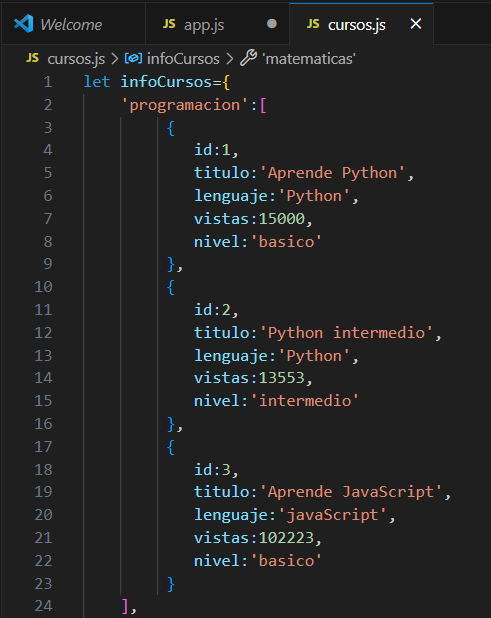 Welcome JS app.js JS cursos.js
JS cursos.js > infoCursos > 'matematicas'
1 let infoCursos={
2 'programacion':[
3 {
4 id:1,
5 titulo:'Aprende Python',
6 lenguaje:'Python',
7 vistas:15000,
8 nivel:'basico'
9 },
10 {
11 id:2,
12 titulo:'Python intermedio',
13 lenguaje:'Python',
14 vistas:13553,
15 nivel:'intermedio'
16 },
17 {
18 id:3,
19 titulo:'Aprende JavaScript',
20 lenguaje:'javaScript',
21 vistas:102223,
22 nivel:'basico'
23 }
24 ],